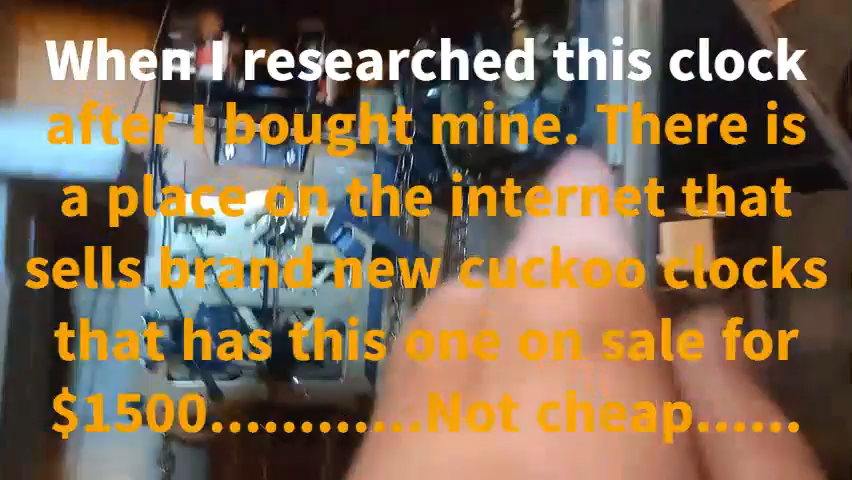 When I researched this clock
after I bought mine. There is
a place on the internet that
sells brand new cuckoo clocks
that has this one on sale for
$1500............Not cheap......